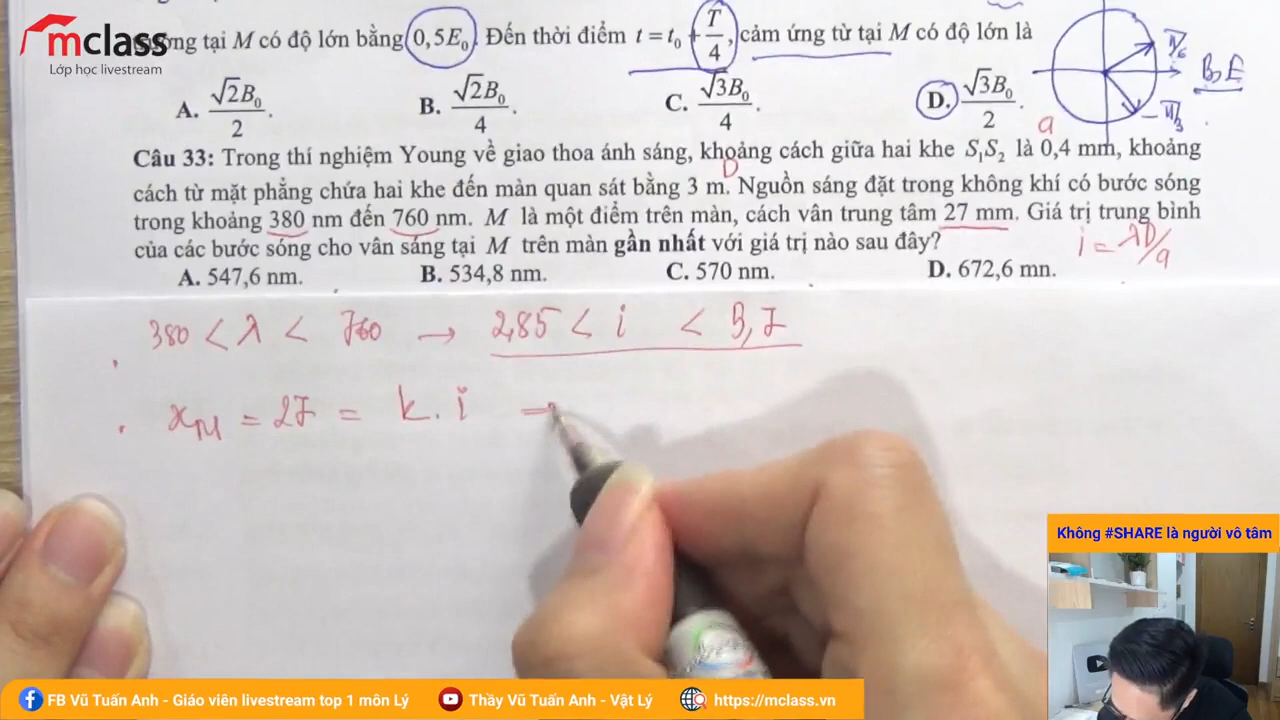 mclass
Lớp học livestream
tại M có độ lớn bằng 0,5E₀. Đến thời điểm t = t₀ + T/4, cảm ứng từ tại M có độ lớn là
A. √2B₀/2. B. √2B₀/4. C. √3B₀/4. D. √3B₀/2.
π/6
B, E
-π/3
a
Câu 33: Trong thí nghiệm Young về giao thoa ánh sáng, khoảng cách giữa hai khe S₁S₂ là 0,4 mm, khoảng
D
cách từ mặt phẳng chứa hai khe đến màn quan sát bằng 3 m. Nguồn sáng đặt trong không khí có bước sóng
trong khoảng 380 nm đến 760 nm. M là một điểm trên màn, cách vân trung tâm 27 mm. Giá trị trung bình
của các bước sóng cho vân sáng tại M trên màn gần nhất với giá trị nào sau đây?
i = λD/a
A. 547,6 nm. B. 534,8 nm. C. 570 nm. D. 672,6 mn.
380 < λ < 760 → 2,85 < i < 5,7
x_M = 27 = k.i →
Không #SHARE là người vô tâm
FB Vũ Tuấn Anh - Giáo viên livestream top 1 môn Lý
Thầy Vũ Tuấn Anh - Vật Lý
https://mclass.vn